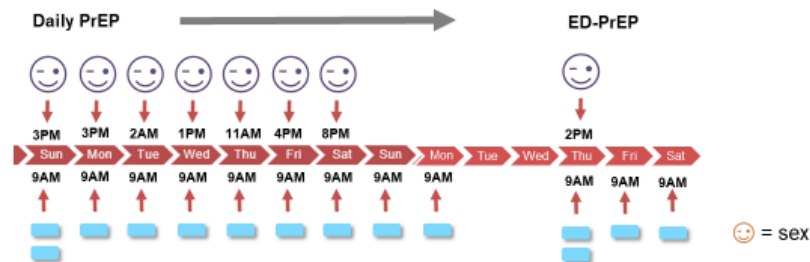 Daily PrEP ED-PrEP
3PM 3PM 2AM 1PM 11AM 4PM 8PM 2PM
Sun Mon Tue Wed Thu Fri Sat Sun Mon Tue Wed Thu Fri Sat
9AM 9AM 9AM 9AM 9AM 9AM 9AM 9AM 9AM 9AM 9AM 9AM
= sex